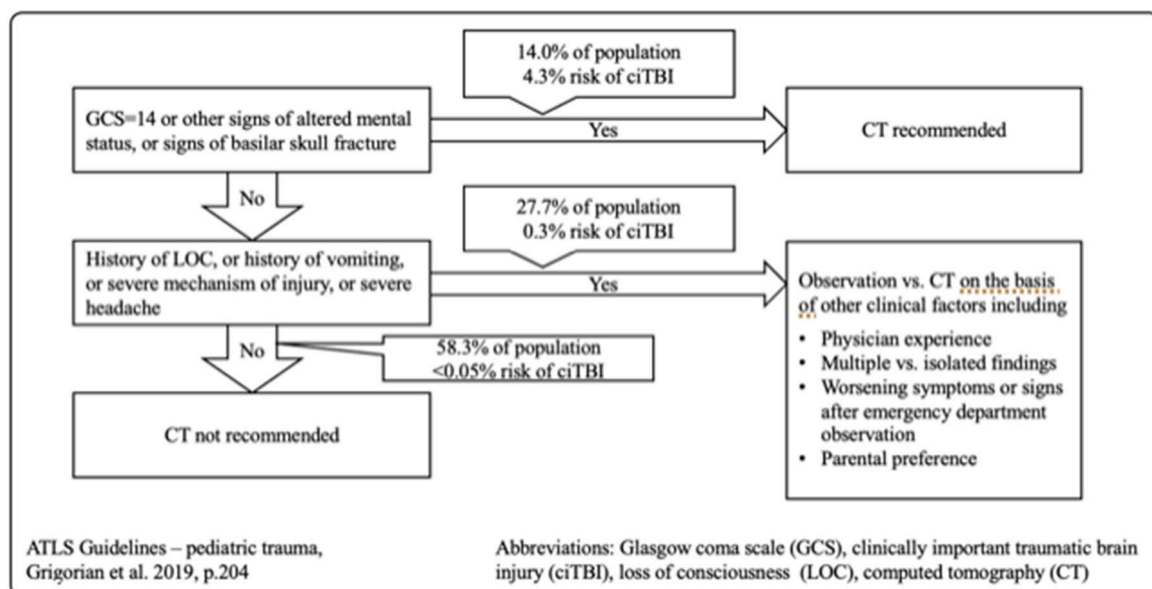 14.0% of population
4.3% risk of ciTBI
GCS=14 or other signs of altered mental
status, or signs of basilar skull fracture
Yes
CT recommended
No
27.7% of population
0.3% risk of ciTBI
History of LOC, or history of vomiting,
or severe mechanism of injury, or severe
headache
Yes
Observation vs. CT on the basis
of other clinical factors including
• Physician experience
• Multiple vs. isolated findings
• Worsening symptoms or signs
after emergency department
observation
• Parental preference
No
58.3% of population
<0.05% risk of ciTBI
CT not recommended
ATLS Guidelines – pediatric trauma,
Grigorian et al. 2019, p.204
Abbreviations: Glasgow coma scale (GCS), clinically important traumatic brain
injury (ciTBI), loss of consciousness (LOC), computed tomography (CT)